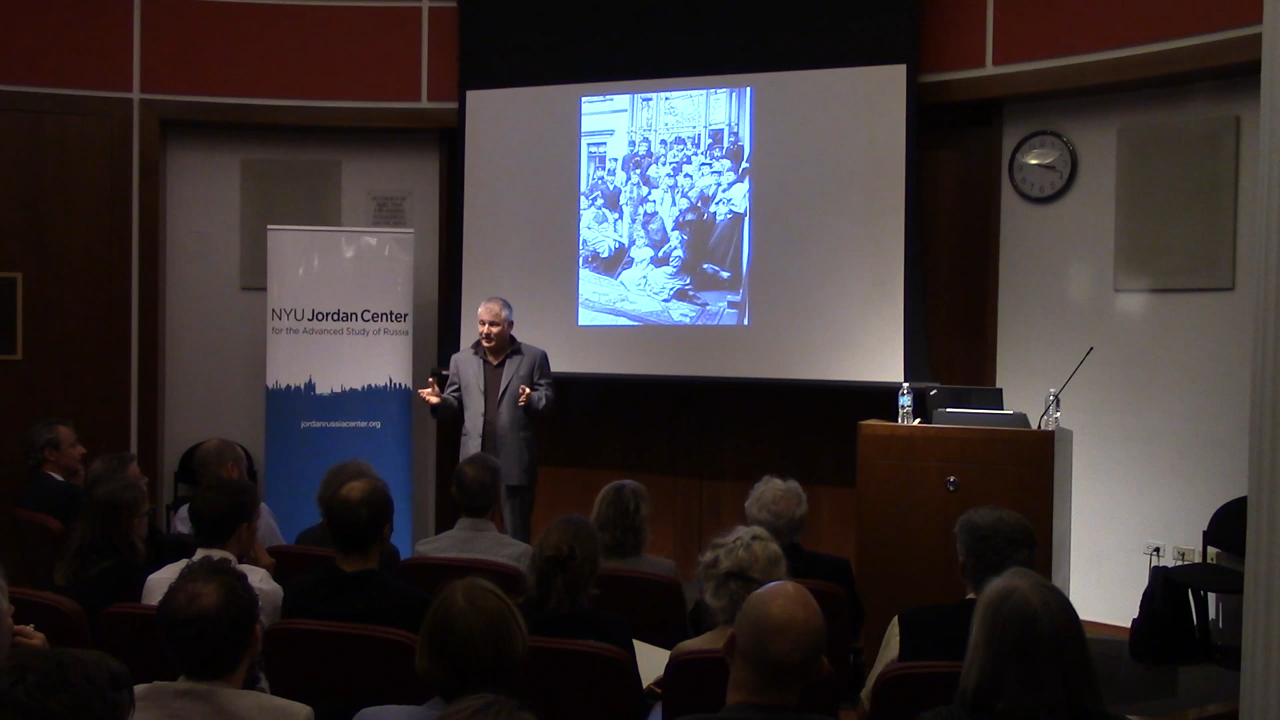 NYU Jordan Center
for the Advanced Study of Russia
jordanrussiacenter.org